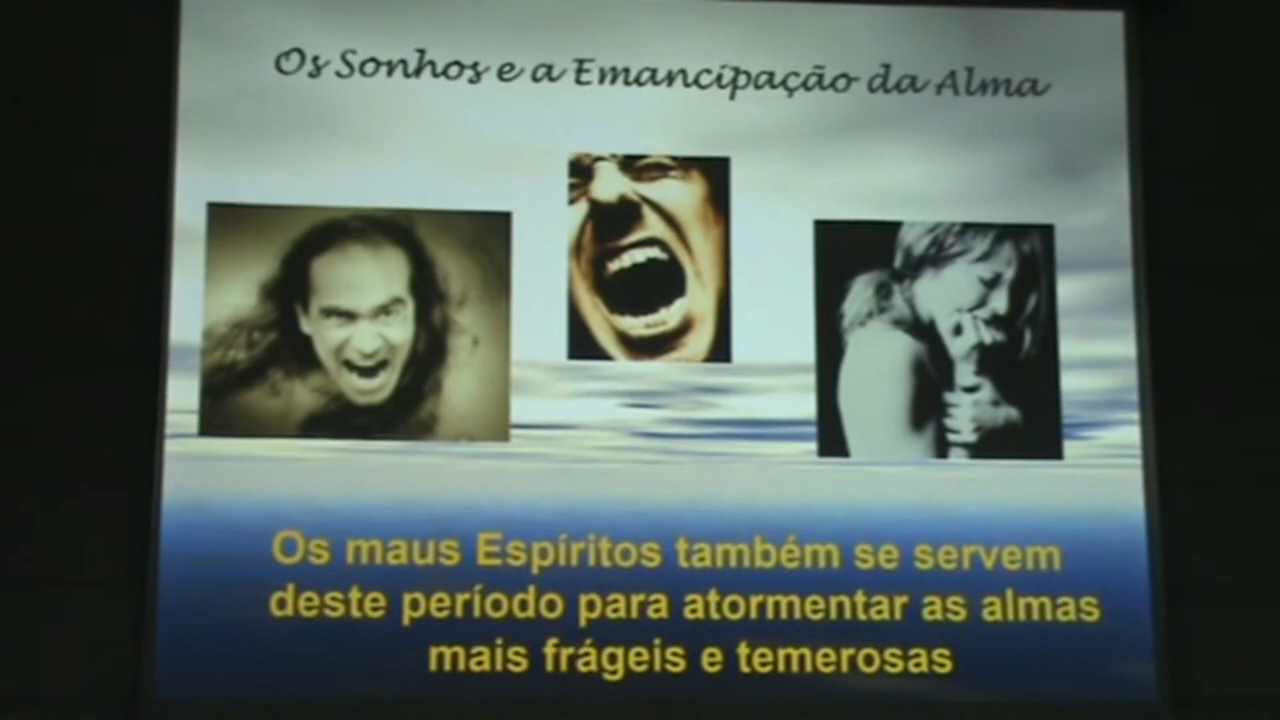 Os Sonhos e a Emancipação da Alma
Os maus Espíritos também se servem
deste período para atormentar as almas
mais frágeis e temerosas